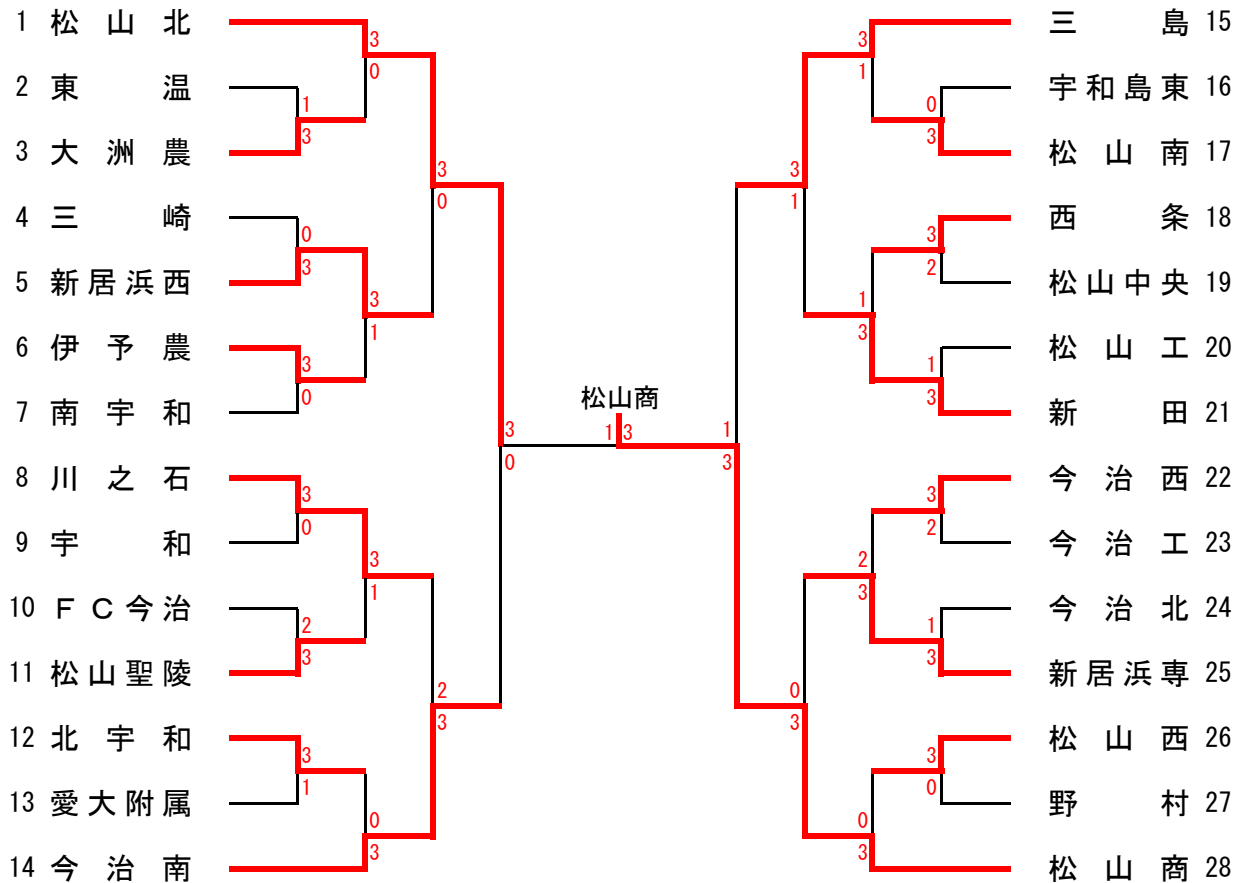 1 松山北
2 東温
3 大洲農
4 三崎
5 新居浜西
6 伊予農
7 南宇和
8 川之石
9 宇和
10 FC今治
11 松山聖陵
12 北宇和
13 愛大附属
14 今治南
3
0
1
3
0
3
3
1
3
0
3
0
3
0
3
1
2
3
2
3
3
1
0
3
3
0
松山商
1 3
1
3
3
1
3
1
0
3
3
2
1
3
1
3
3
2
2
3
1
3
0
3
3
0
0
3
三島 15
宇和島東 16
松山南 17
西条 18
松山中央 19
松山工 20
新田 21
今治西 22
今治工 23
今治北 24
新居浜専 25
松山西 26
野村 27
松山商 28